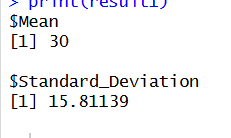 > print(result1)
$Mean
[1] 30
$Standard_Deviation
[1] 15.81139